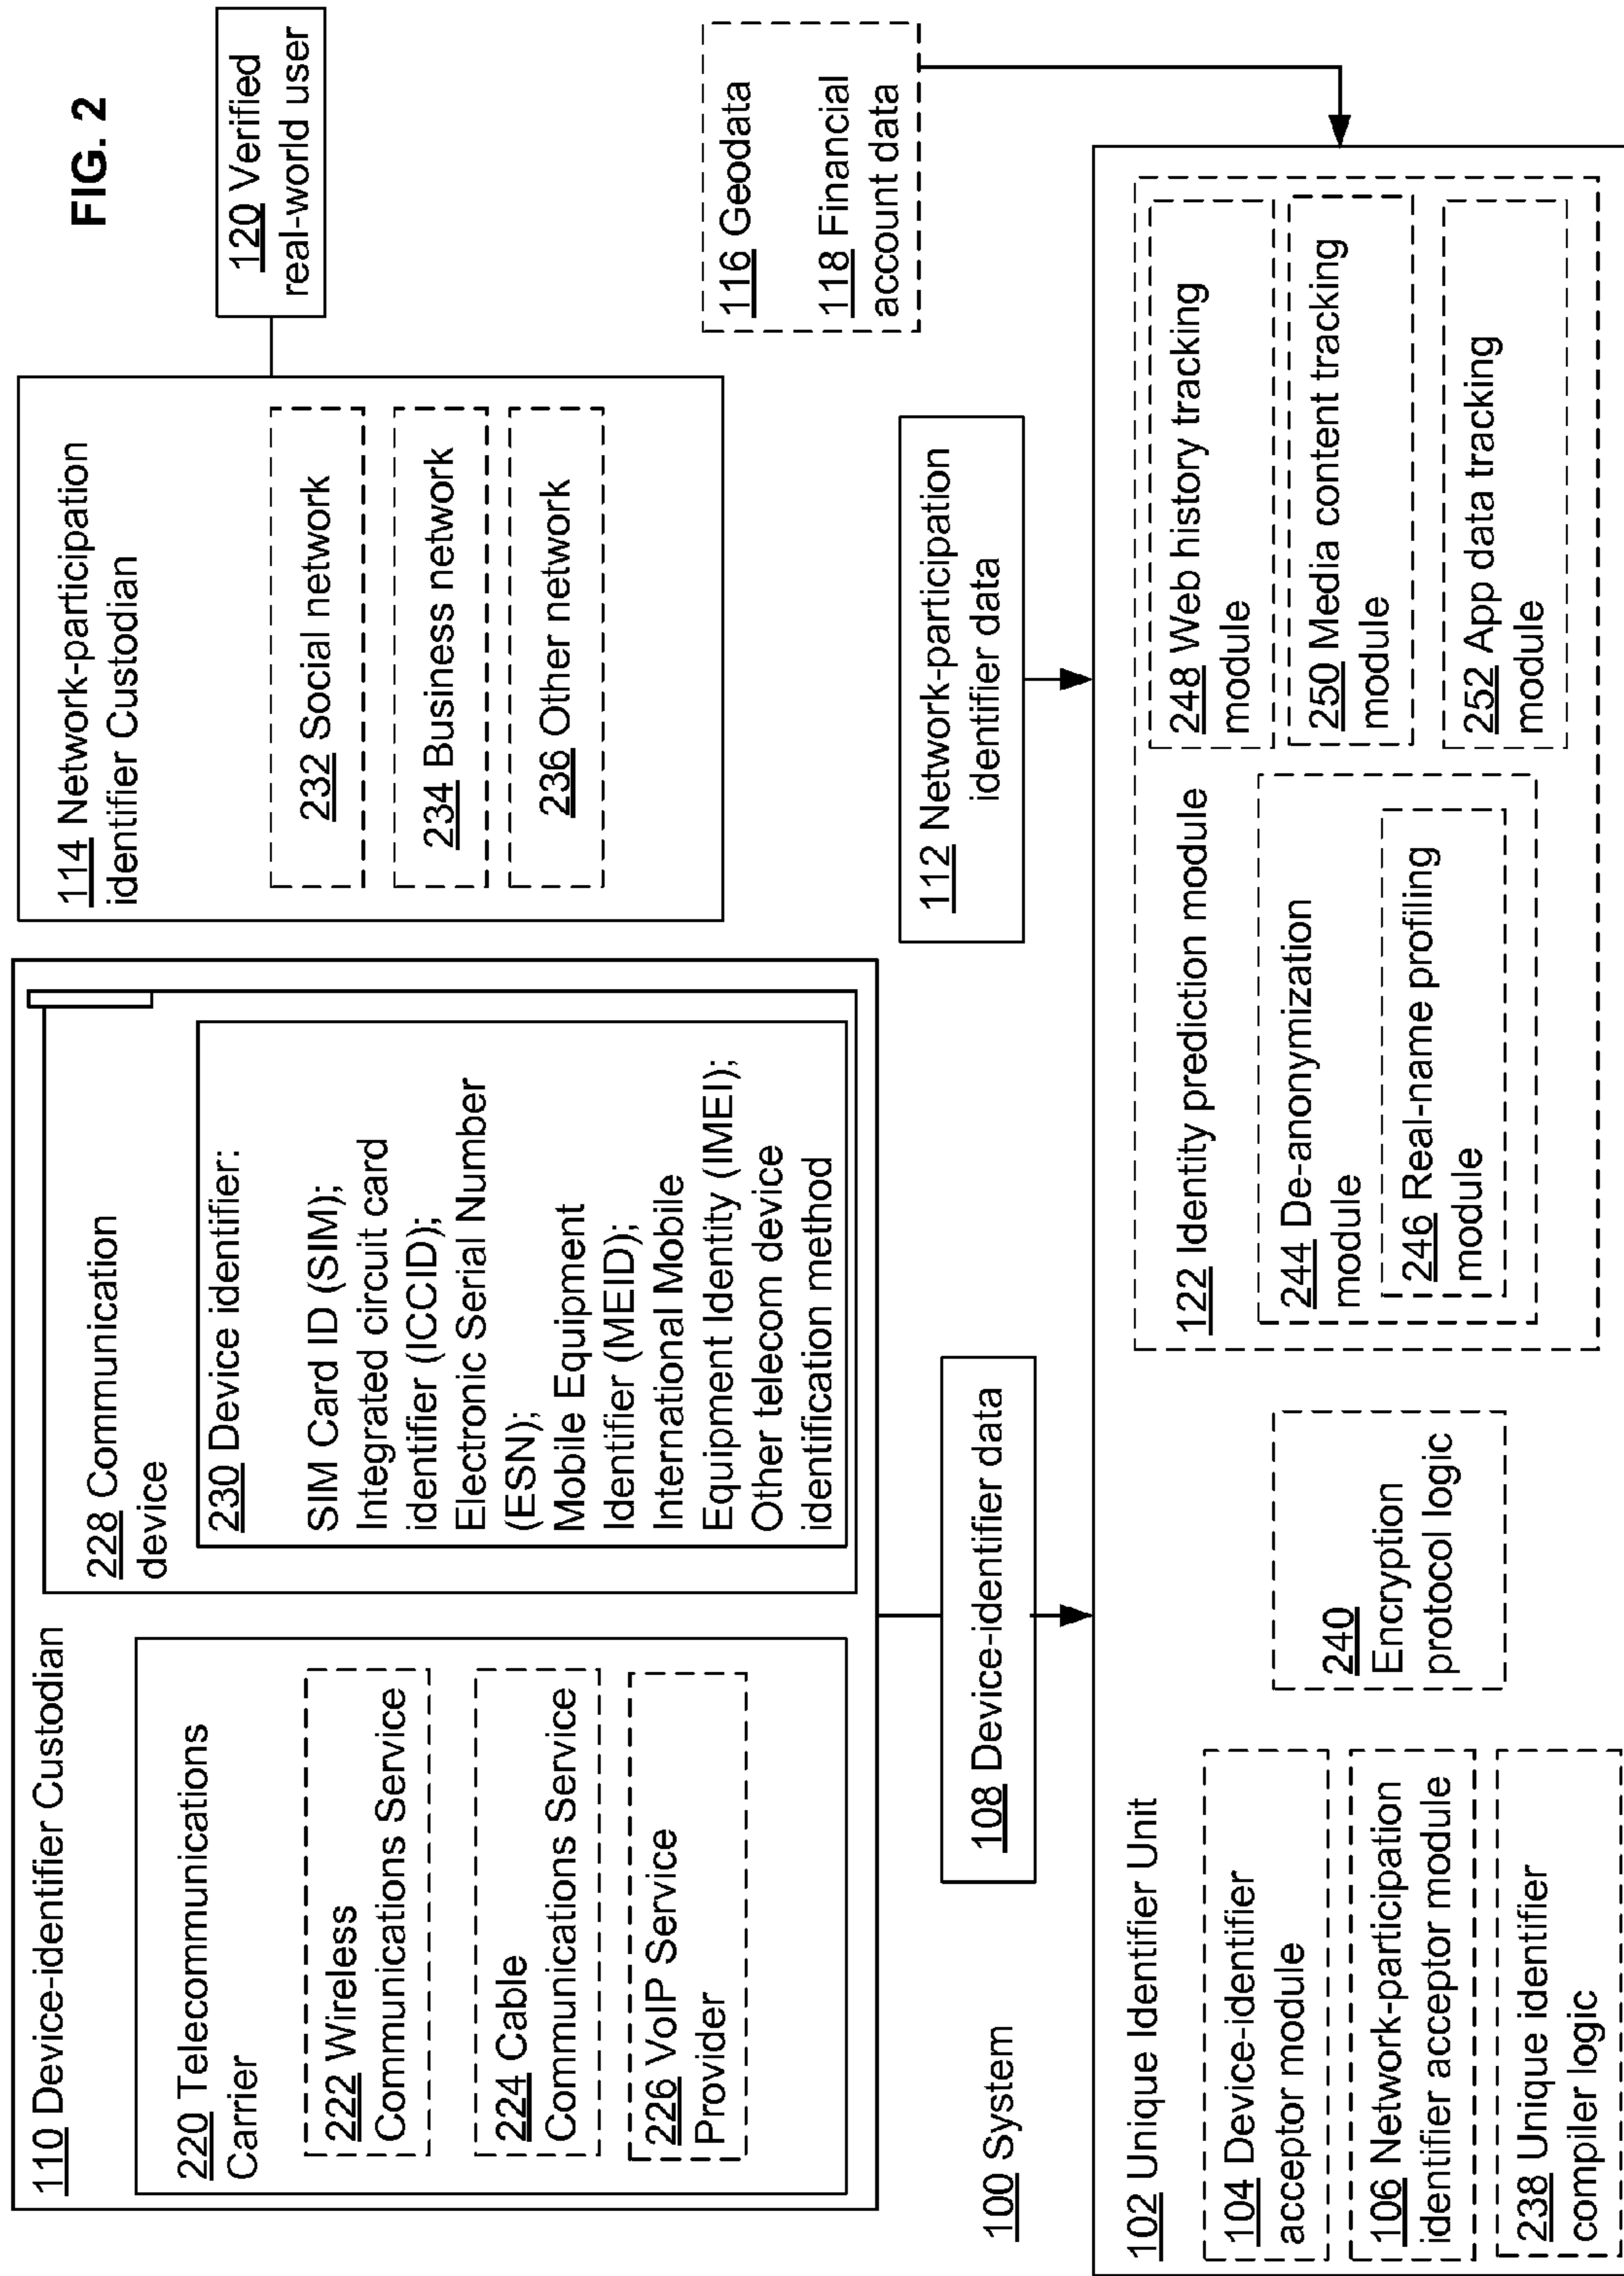 FIG. 2
110 Device-identifier Custodian
220 Telecommunications
Carrier
222 Wireless
Communications Service
224 Cable
Communications Service
226 VoIP Service
Provider
228 Communication
device
230 Device identifier:
SIM Card ID (SIM);
Integrated circuit card
identifier (ICCID);
Electronic Serial Number
(ESN);
Mobile Equipment
Identifier (MEID);
International Mobile
Equipment Identity (IMEI);
Other telecom device
identification method
114 Network-participation
identifier Custodian
232 Social network
234 Business network
236 Other network
120 Verified
real-world user
100 System
108 Device-identifier data
112 Network-participation
identifier data
116 Geodata
118 Financial
account data
102 Unique Identifier Unit
104 Device-identifier
acceptor module
106 Network-participation
identifier acceptor module
238 Unique identifier
compiler logic
240
Encryption
protocol logic
122 Identity prediction module
244 De-anonymization
module
246 Real-name profiling
module
248 Web history tracking
module
250 Media content tracking
module
252 App data tracking
module